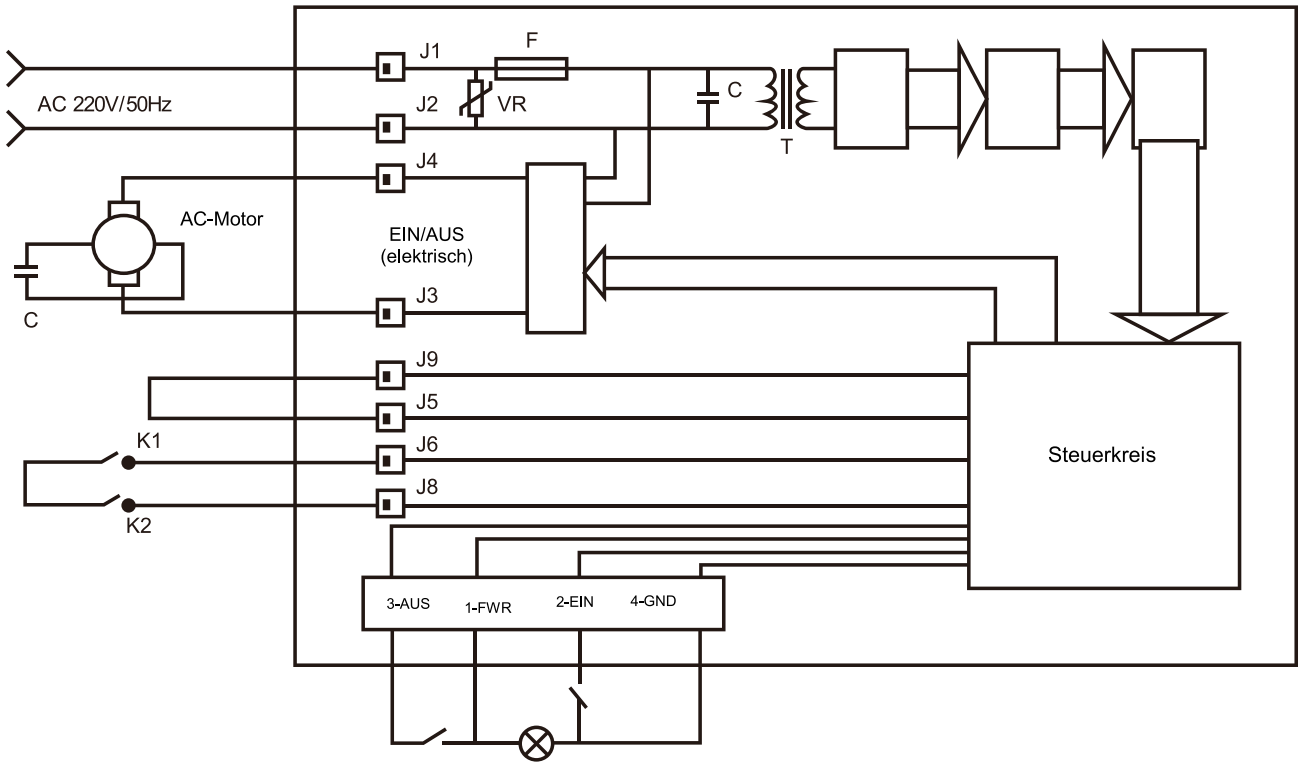 J1
F
AC 220V/50Hz
VR
C
J2
T
J4
AC-Motor
EIN/AUS
(elektrisch)
J3
C
J9
J5
K1
J6
Steuerkreis
J8
K2
3-AUS
1-FWR
2-EIN
4-GND